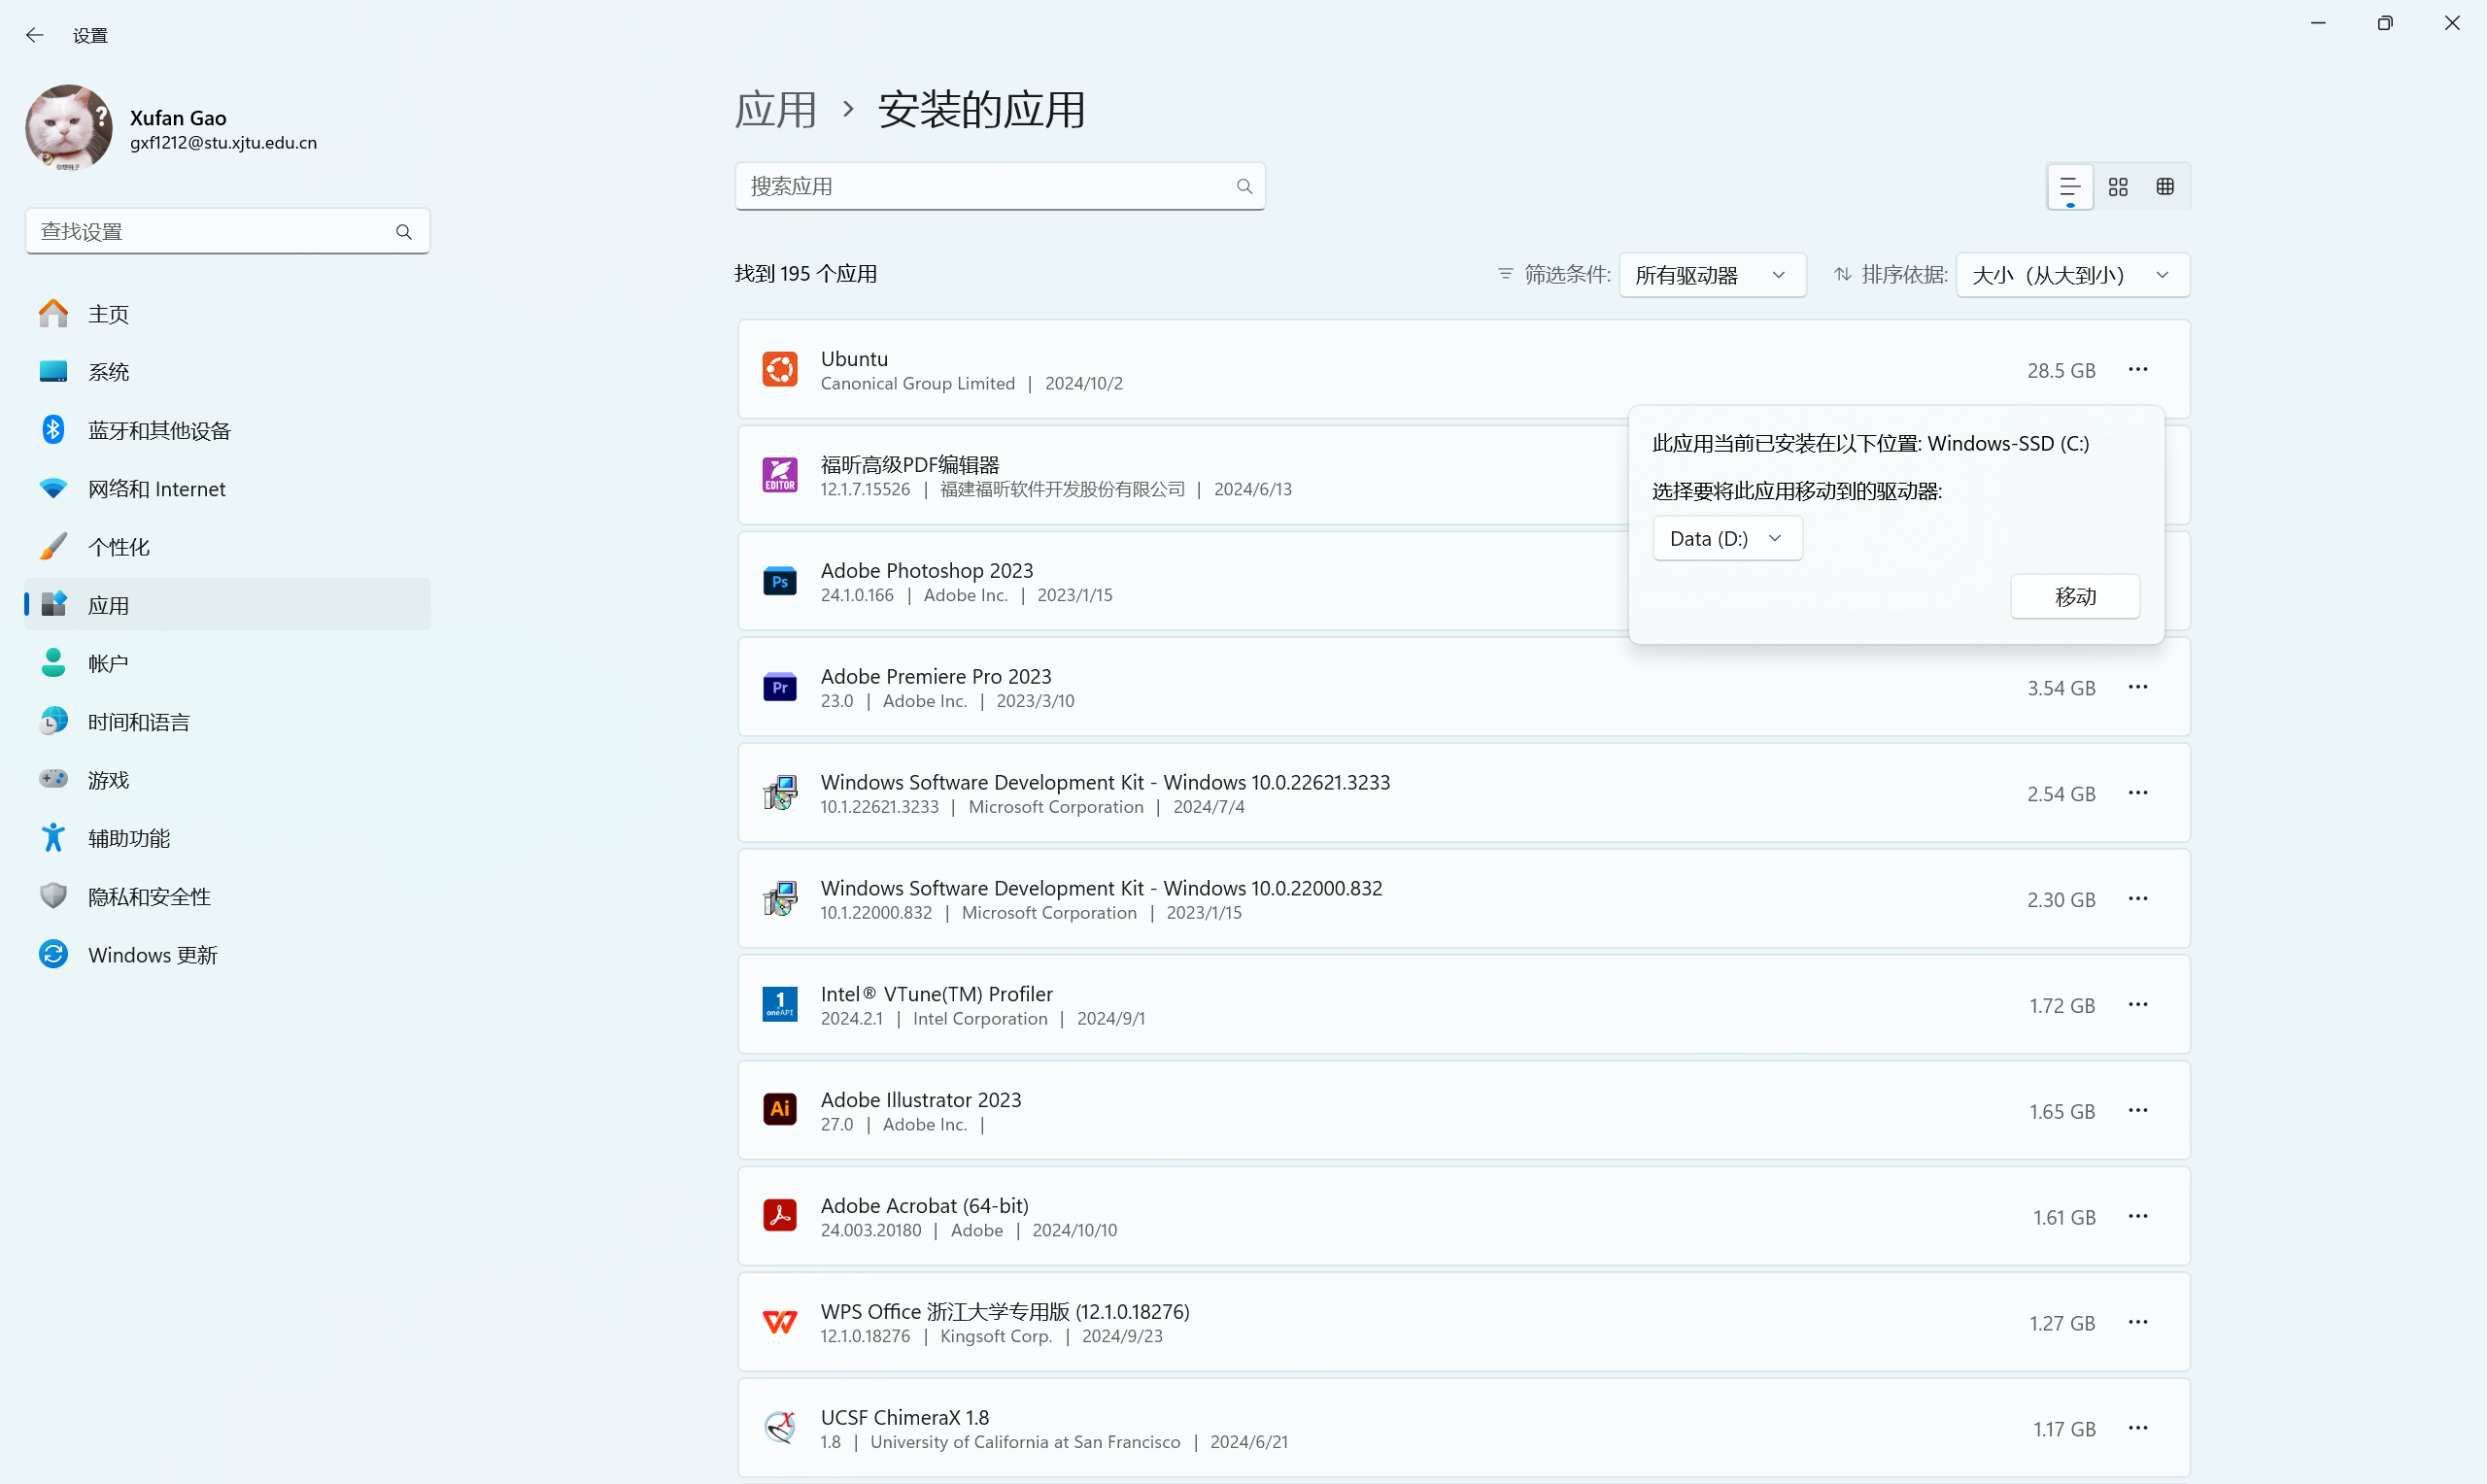 设置
Xufan Gao
gxf1212@stu.xjtu.edu.cn
查找设置
主页
系统
蓝牙和其他设备
网络和 Internet
个性化
应用
帐户
时间和语言
游戏
辅助功能
隐私和安全性
Windows 更新
应用 › 安装的应用
搜索应用
找到 195 个应用
筛选条件: 所有驱动器
排序依据: 大小（从大到小）
Ubuntu
Canonical Group Limited | 2024/10/2
28.5 GB
福昕高级PDF编辑器
12.1.7.15526 | 福建福昕软件开发股份有限公司 | 2024/6/13
此应用当前已安装在以下位置: Windows-SSD (C:)
选择要将此应用移动到的驱动器:
Data (D:)
移动
Adobe Photoshop 2023
24.1.0.166 | Adobe Inc. | 2023/1/15
Adobe Premiere Pro 2023
23.0 | Adobe Inc. | 2023/3/10
3.54 GB
Windows Software Development Kit - Windows 10.0.22621.3233
10.1.22621.3233 | Microsoft Corporation | 2024/7/4
2.54 GB
Windows Software Development Kit - Windows 10.0.22000.832
10.1.22000.832 | Microsoft Corporation | 2023/1/15
2.30 GB
Intel® VTune(TM) Profiler
2024.2.1 | Intel Corporation | 2024/9/1
1.72 GB
Adobe Illustrator 2023
27.0 | Adobe Inc. |
1.65 GB
Adobe Acrobat (64-bit)
24.003.20180 | Adobe | 2024/10/10
1.61 GB
WPS Office 浙江大学专用版 (12.1.0.18276)
12.1.0.18276 | Kingsoft Corp. | 2024/9/23
1.27 GB
UCSF ChimeraX 1.8
1.8 | University of California at San Francisco | 2024/6/21
1.17 GB
EDITOR
Ps
Pr
1
oneAPI
Ai